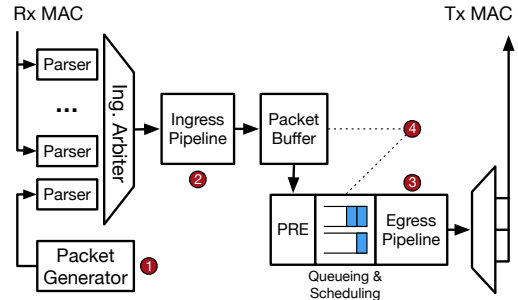 Rx MAC
Tx MAC
Parser
...
Parser
Parser
Ing. Arbiter
Ingress
Pipeline
2
Packet
Buffer
4
3
PRE
Egress
Pipeline
Queueing &
Scheduling
Packet
Generator
1